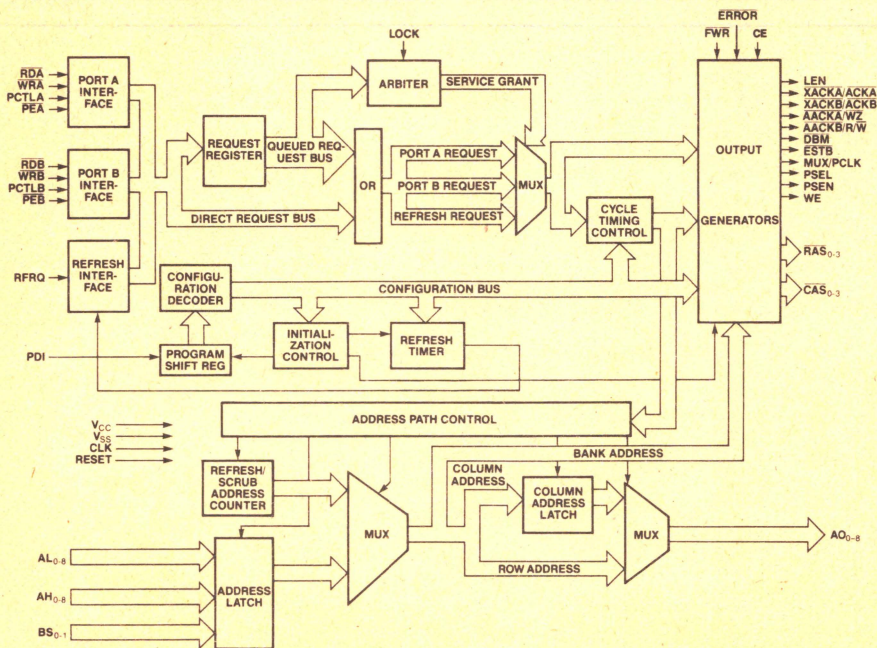 ERROR
FWR
CE
LOCK
RDA
WRA
PCTLA
PEA
PORT A
INTER-
FACE
ARBITER
SERVICE GRANT
LEN
XACKA/ACKA
XACKB/ACKB
AACKA/WZ
AACKB/R/W
DBM
ESTB
MUX/PCLK
PSEL
PSEN
WE
OUTPUT
GENERATORS
RAS0-3
CAS0-3
RDB
WRB
PCTLB
PEB
PORT B
INTER-
FACE
REQUEST
REGISTER
QUEUED REQ-
UEST BUS
DIRECT REQUEST BUS
OR
PORT A REQUEST
PORT B REQUEST
REFRESH REQUEST
MUX
CYCLE
TIMING
CONTROL
RFRQ
REFRESH
INTER-
FACE
CONFIGU-
RATION
DECODER
CONFIGURATION BUS
PDI
PROGRAM
SHIFT REG
INITIALI-
ZATION
CONTROL
REFRESH
TIMER
VCC
VSS
CLK
RESET
ADDRESS PATH CONTROL
BANK ADDRESS
REFRESH/
SCRUB
ADDRESS
COUNTER
MUX
COLUMN
ADDRESS
COLUMN
ADDRESS
LATCH
ROW ADDRESS
MUX
AO0-8
AL0-8
AH0-8
BS0-1
ADDRESS
LATCH